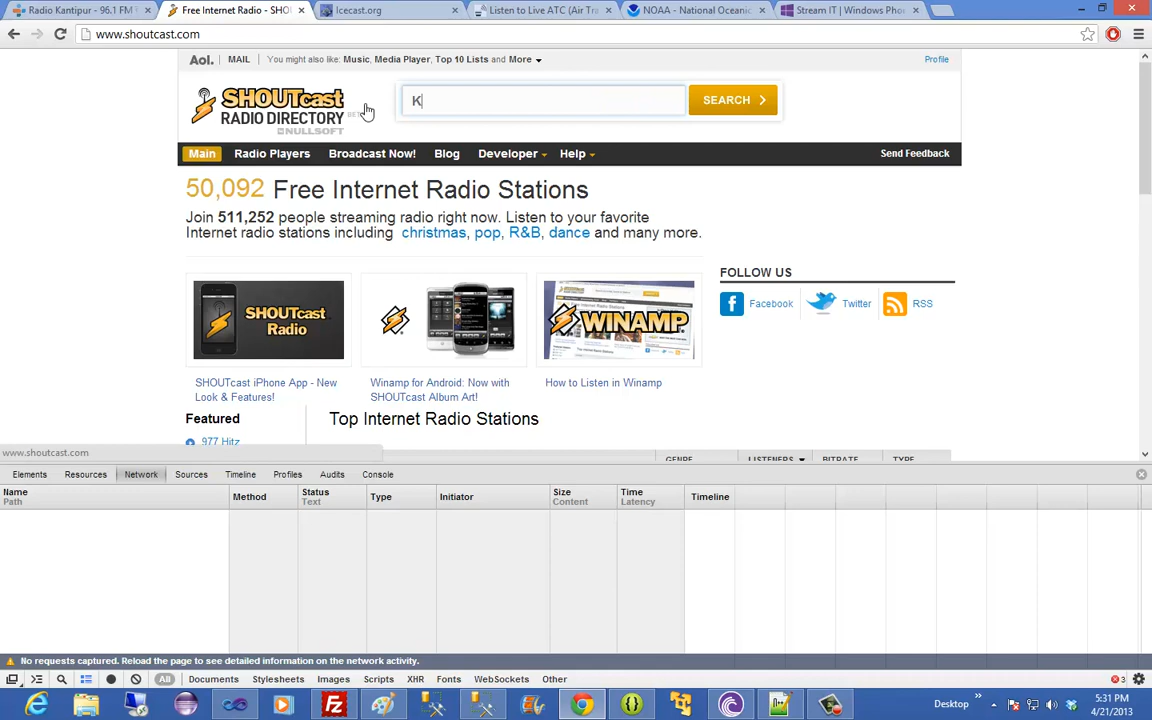 Radio Kantipur - 96.1 FM
Free Internet Radio - SHO
Icecast.org
Listen to Live ATC (Air Tra
NOAA - National Oceanic
Stream IT | Windows Pho
www.shoutcast.com
Aol. MAIL You might also like: Music, Media Player, Top 10 Lists and More Profile
SHOUTcast
RADIO DIRECTORY BETA
NULLSOFT
K
SEARCH
Main Radio Players Broadcast Now! Blog Developer Help Send Feedback
50,092 Free Internet Radio Stations
Join 511,252 people streaming radio right now. Listen to your favorite
Internet radio stations including christmas, pop, R&B, dance and many more.
FOLLOW US
Facebook Twitter RSS
SHOUTcast
Radio
WINAMP
SHOUTcast iPhone App - New
Look & Features!
Winamp for Android: Now with
SHOUTcast Album Art!
How to Listen in Winamp
Featured
Top Internet Radio Stations
977 Hitz
GENRE LISTENERS BITRATE TYPE
www.shoutcast.com
Elements Resources Network Sources Timeline Profiles Audits Console
Name Method Status Type Initiator Size Time Timeline
Path Text Content Latency
No requests captured. Reload the page to see detailed information on the network activity.
All Documents Stylesheets Images Scripts XHR Fonts WebSockets Other 3
Desktop
5:31 PM
4/21/2013